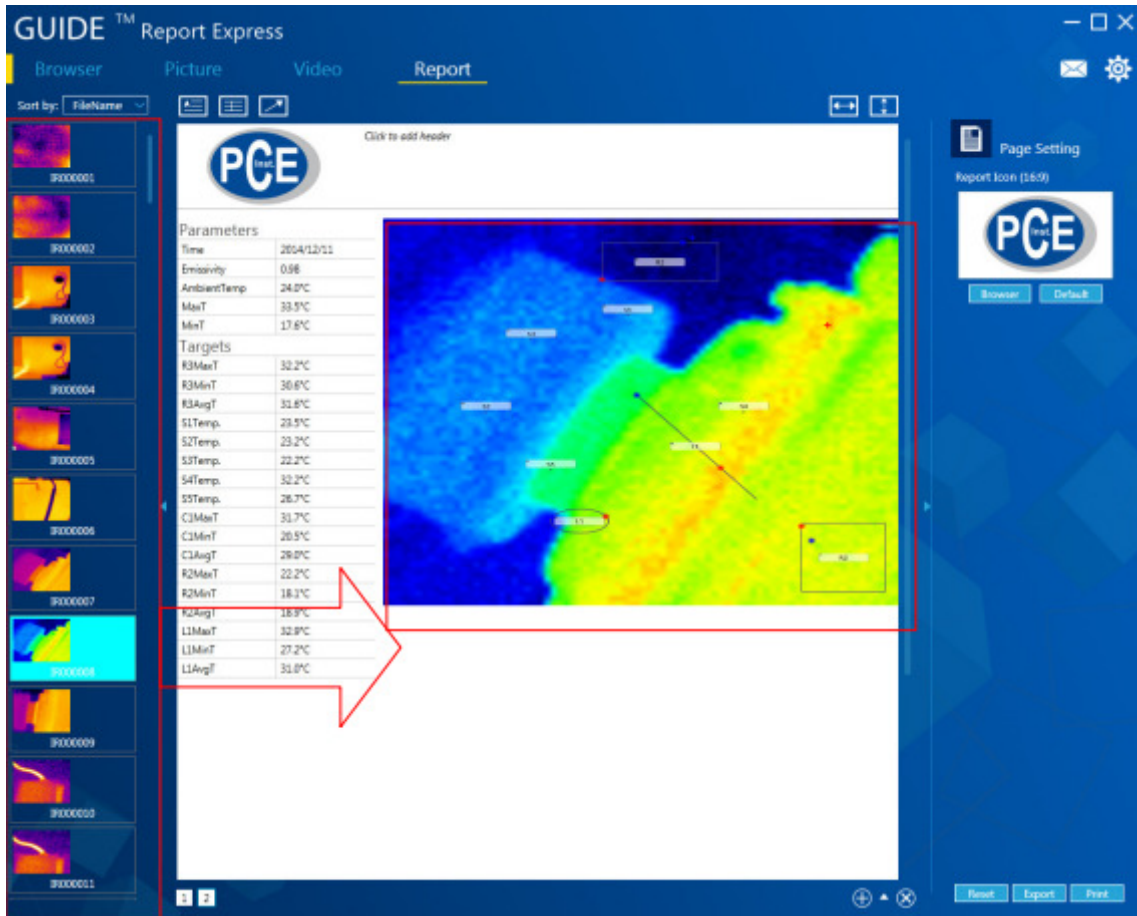 GUIDE ™ Report Express
Browser
Picture
Video
Report
Sort by: FileName
IR000001
IR000002
IR000003
IR000004
IR000005
IR000006
IR000007
IR000008
IR000009
IR000010
IR000011
PCE
Inst.
Click to add header
Parameters
Time 2014/12/11
Emissivity 0.98
AmbientTemp 24.0°C
MaxT 33.5°C
MinT 17.6°C
Targets
R3MaxT 32.2°C
R3MinT 30.6°C
R3AvgT 31.6°C
S1Temp. 23.5°C
S2Temp. 23.2°C
S3Temp. 22.2°C
S4Temp. 32.2°C
S5Temp. 26.7°C
C1MaxT 31.7°C
C1MinT 20.5°C
C1AvgT 29.0°C
R2MaxT 22.2°C
R2MinT 18.1°C
R2AvgT 18.9°C
L1MaxT 32.9°C
L1MinT 27.2°C
L1AvgT 31.0°C
1 2
Page Setting
Report Icon (16:9)
PCE
Inst.
Browser Default
Reset Export Print